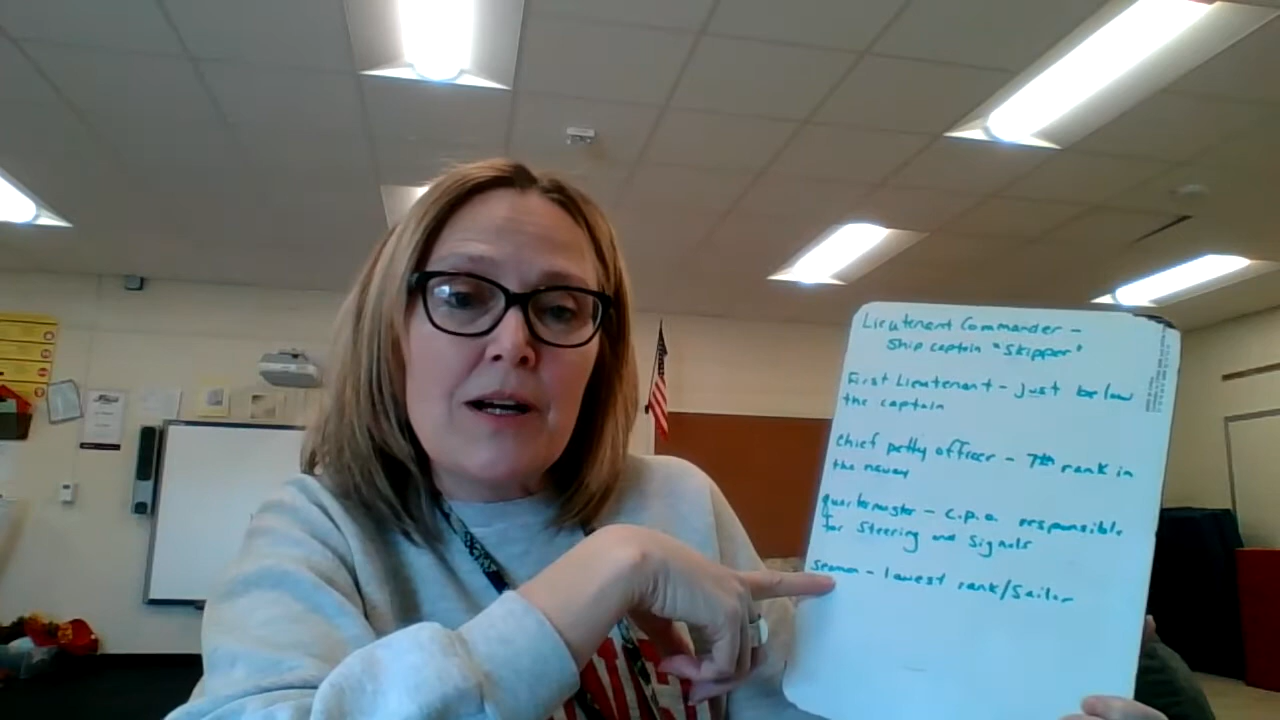 Lieutenant Commander -
Ship captain "Skipper"
First Lieutenant - just below
the captain
Chief petty officer - 7th rank in
the navy
quartermaster - C.p.o. responsible
for Steering and Signals
Seaman - lowest rank/Sailor